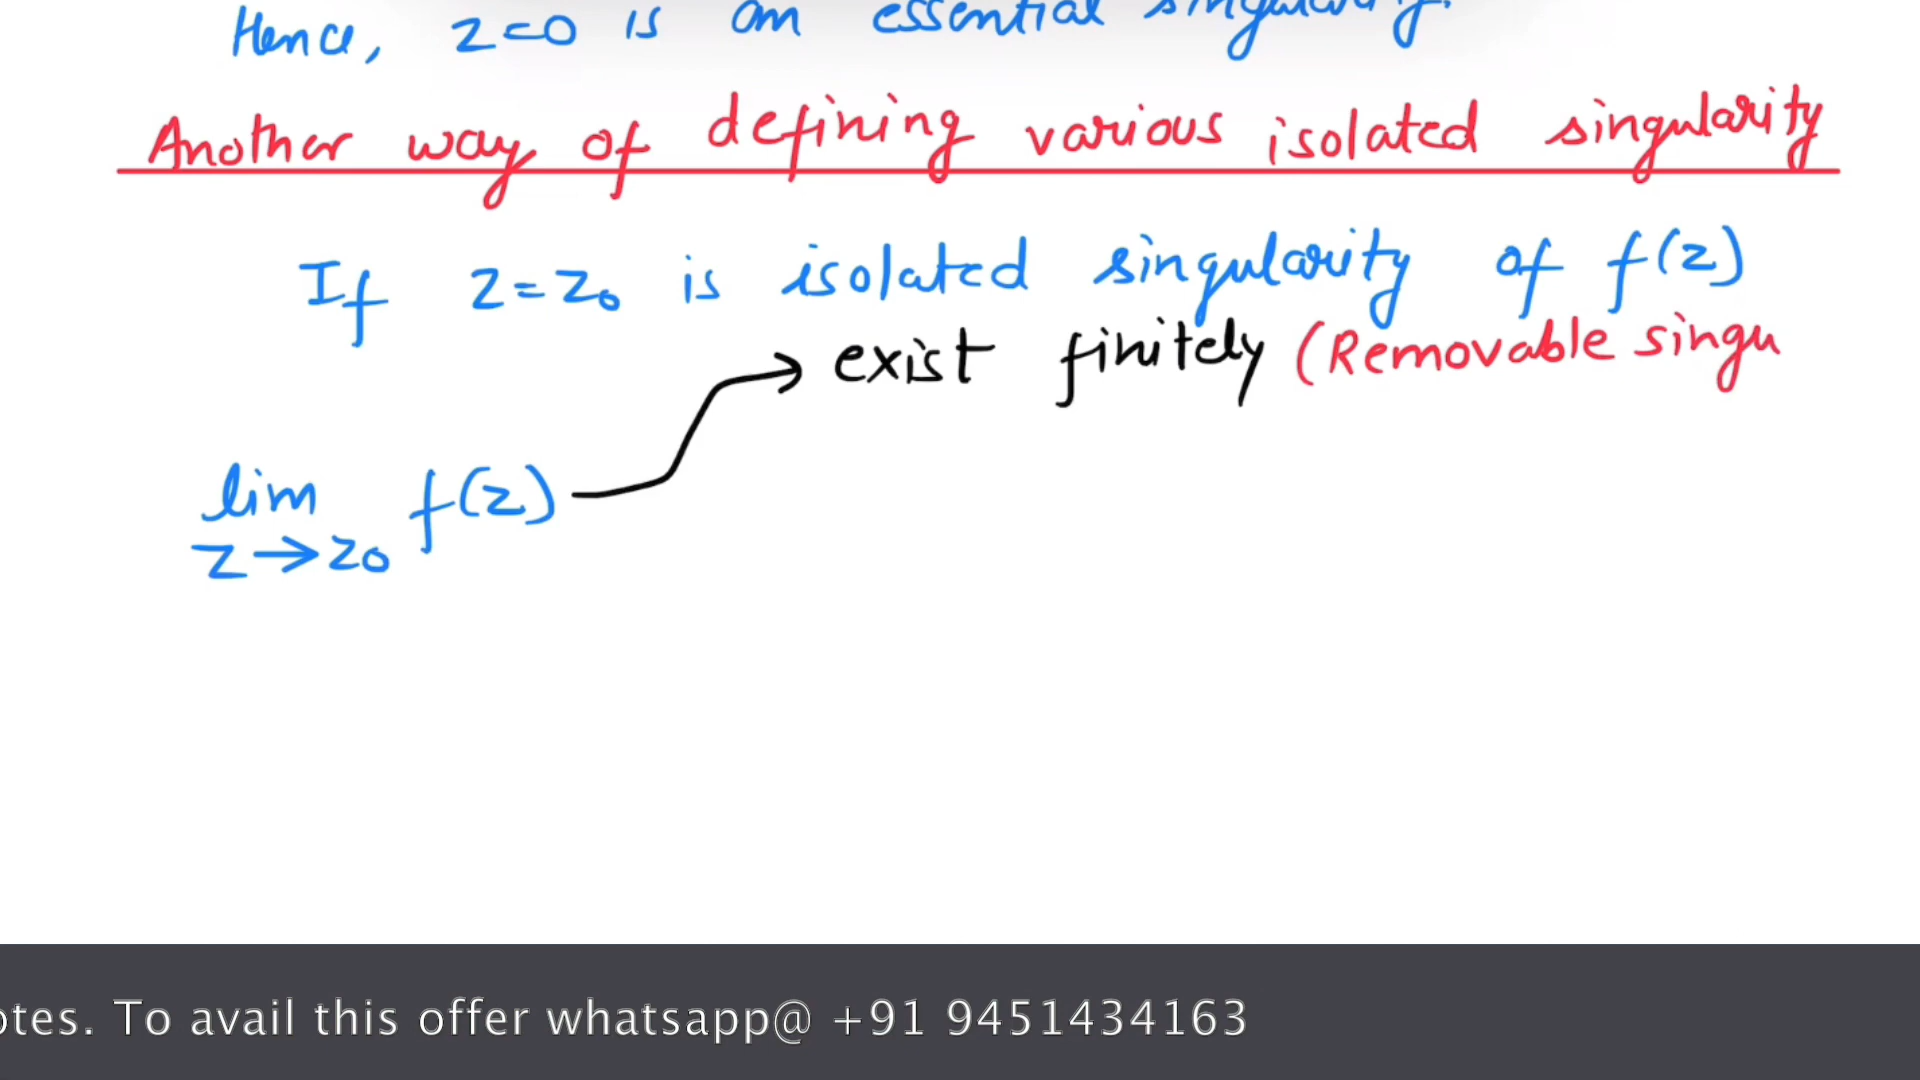 Hence, z=0 is an essential singularity.
Another way of defining various isolated singularity
If z=z₀ is isolated singularity of f(z)
exist finitely (Removable singu
lim f(z)
z→z₀
otes. To avail this offer whatsapp@ +91 9451434163